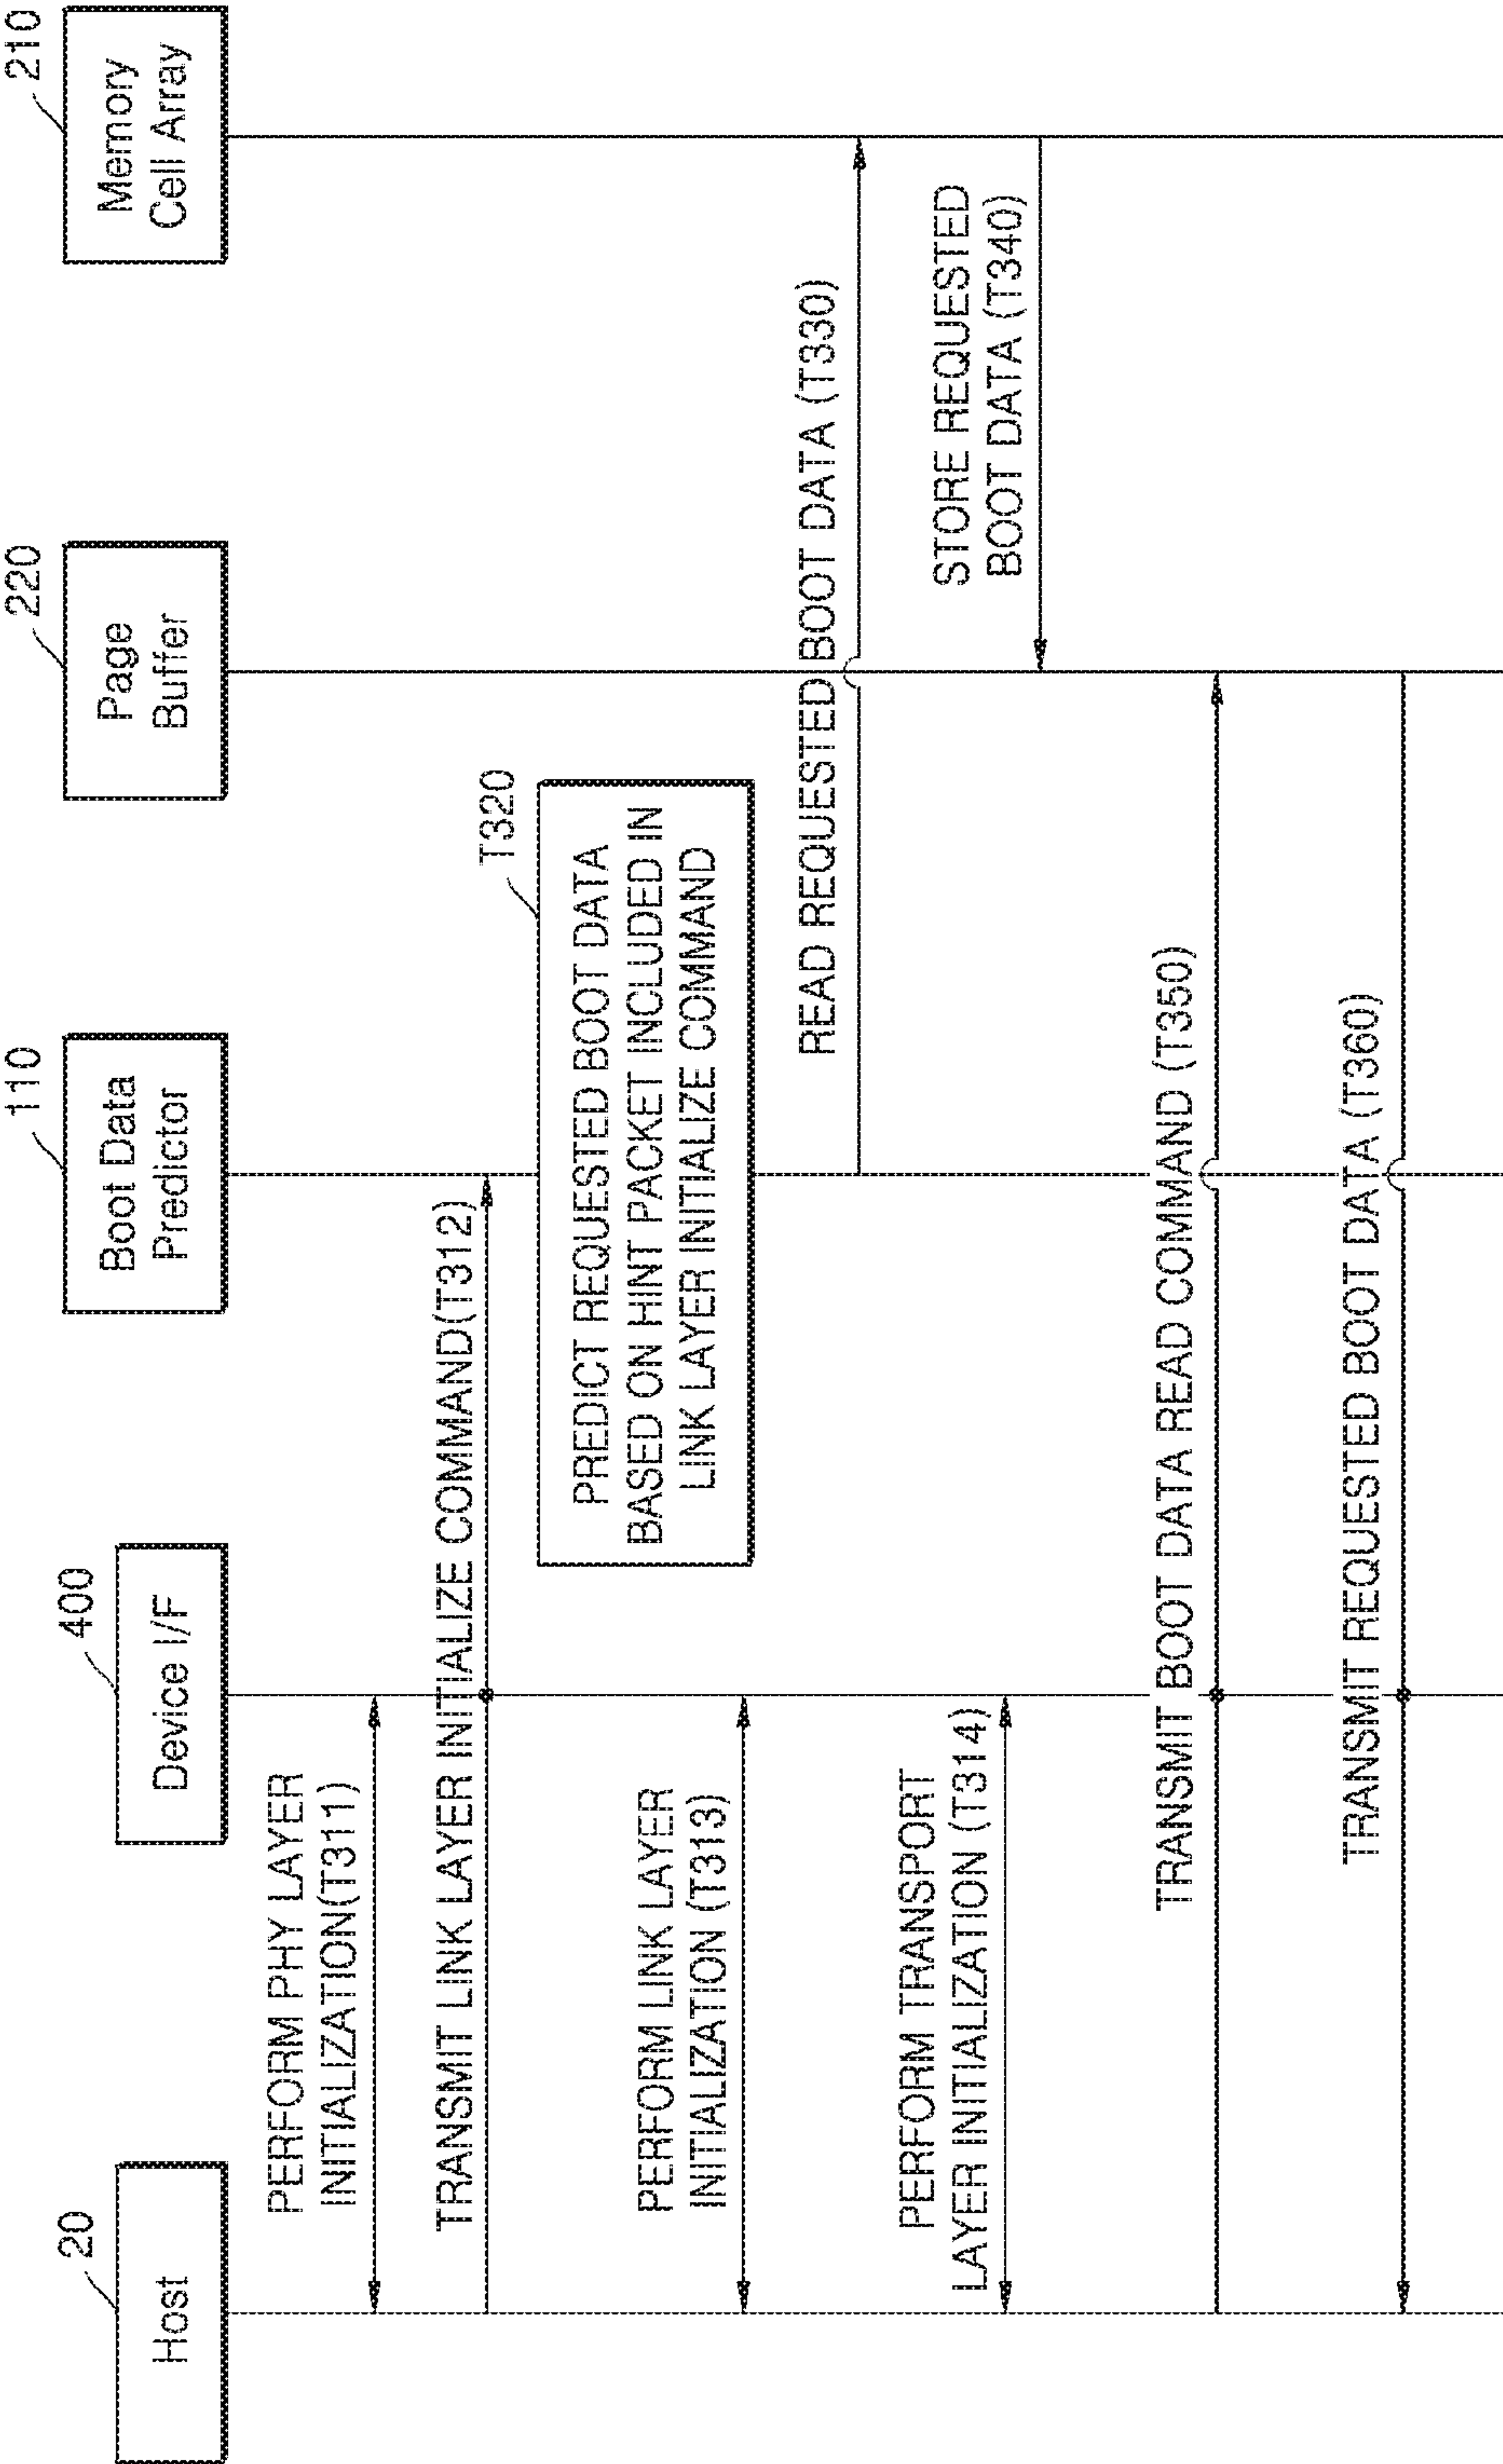 20
Host
400
Device I/F
110
Boot Data
Predictor
220
Page
Buffer
210
Memory
Cell Array
PERFORM PHY LAYER
INITIALIZATION(T311)
TRANSMIT LINK LAYER INITIALIZE COMMAND(T312)
T320
PREDICT REQUESTED BOOT DATA
BASED ON HINT PACKET INCLUDED IN
LINK LAYER INITIALIZE COMMAND
PERFORM LINK LAYER
INITIALIZATION (T313)
READ REQUESTED BOOT DATA (T330)
PERFORM TRANSPORT
LAYER INITIALIZATION (T314)
STORE REQUESTED
BOOT DATA (T340)
TRANSMIT BOOT DATA READ COMMAND (T350)
TRANSMIT REQUESTED BOOT DATA (T360)